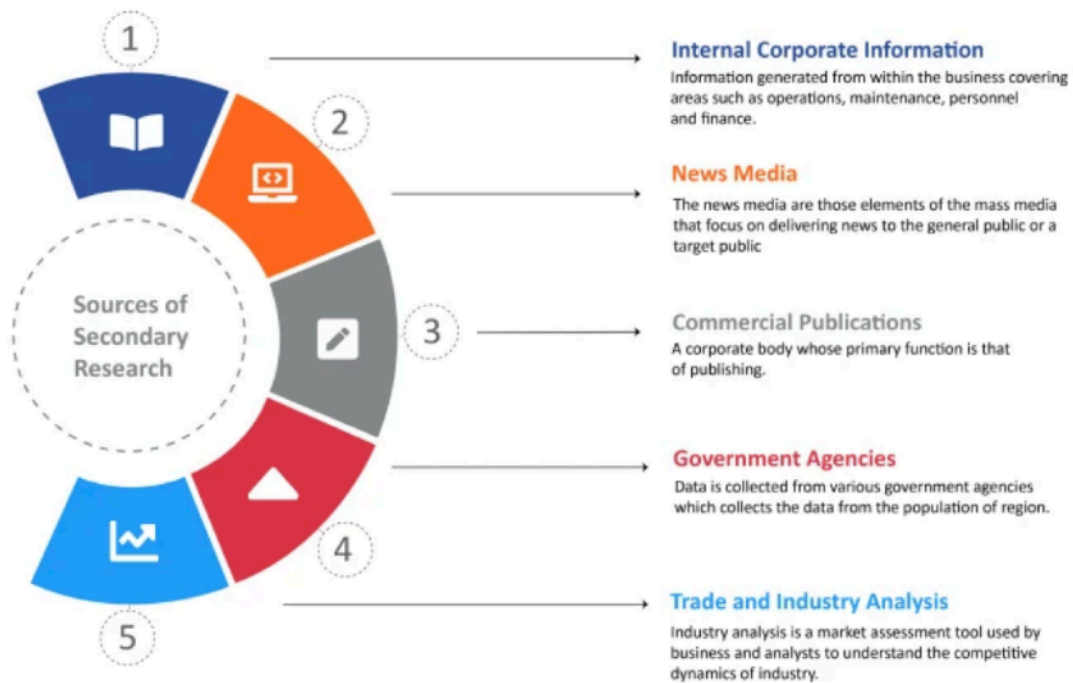 1
Internal Corporate Information
Information generated from within the business covering
areas such as operations, maintenance, personnel
and finance.
2
News Media
The news media are those elements of the mass media
that focus on delivering news to the general public or a
target public
Sources of
Secondary
Research
3
Commercial Publications
A corporate body whose primary function is that
of publishing.
4
Government Agencies
Data is collected from various government agencies
which collects the data from the population of region.
5
Trade and Industry Analysis
Industry analysis is a market assessment tool used by
business and analysts to understand the competitive
dynamics of industry.